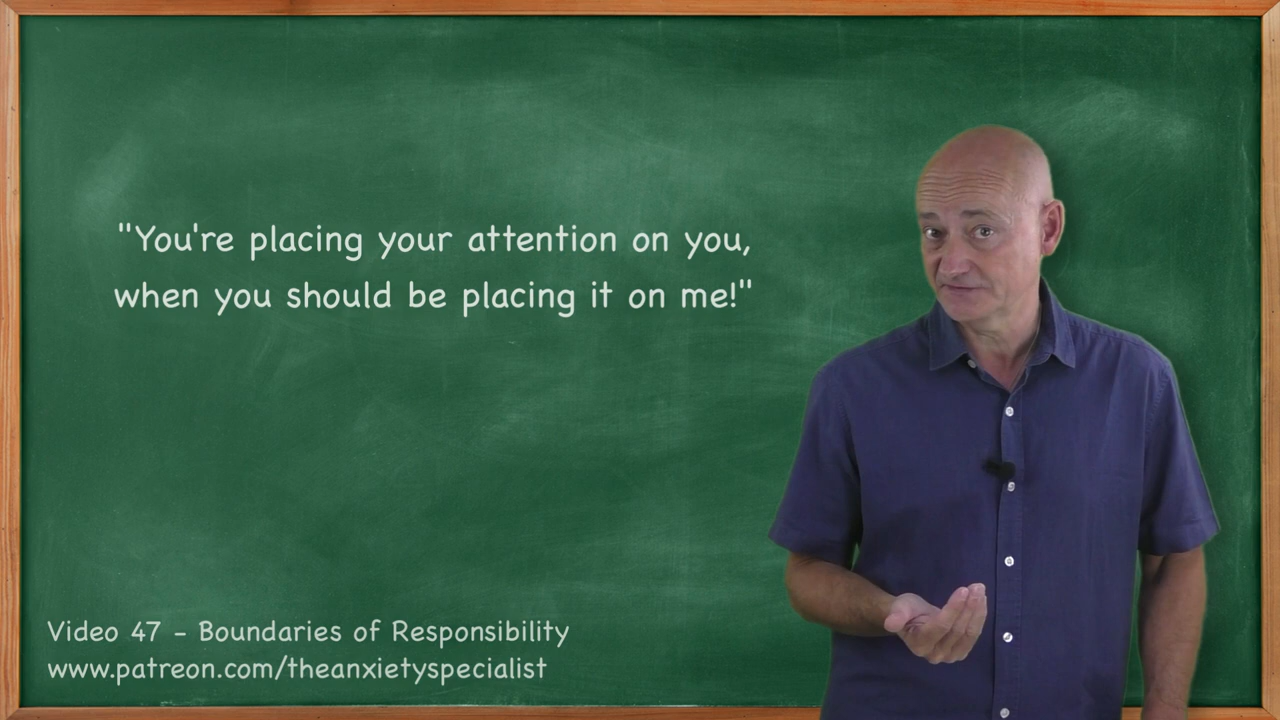 "You're placing your attention on you,
when you should be placing it on me!"
Video 47 - Boundaries of Responsibility
www.patreon.com/theanxietyspecialist